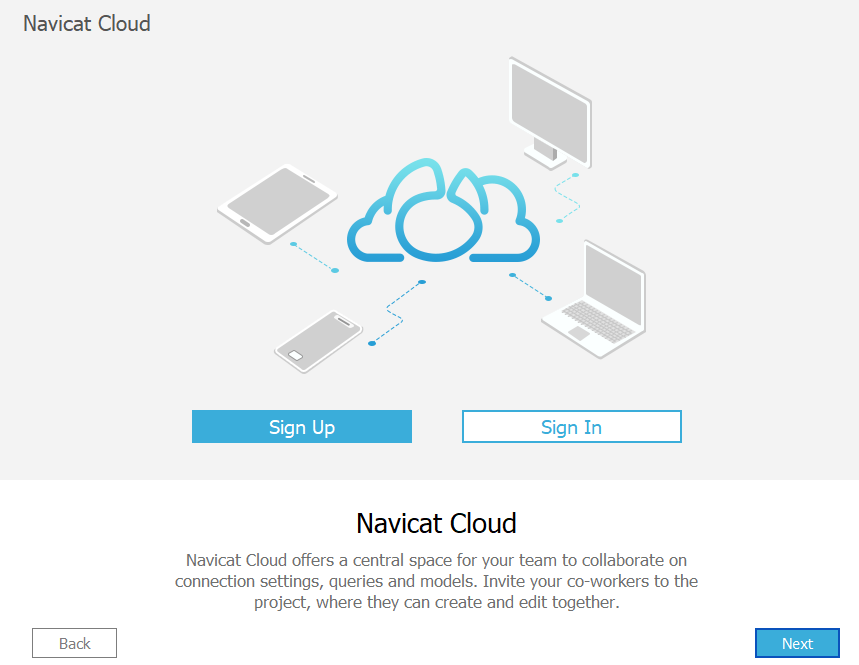 Navicat Cloud
Sign Up
Sign In
Navicat Cloud
Navicat Cloud offers a central space for your team to collaborate on
connection settings, queries and models. Invite your co-workers to the
project, where they can create and edit together.
Back
Next